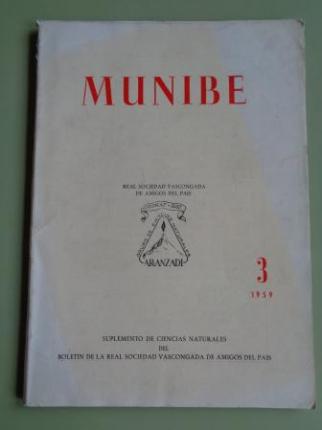 MUNIBE
REAL SOCIEDAD VASCONGADA
DE AMIGOS DEL PAIS
ARANZADI
3
1959
SUPLEMENTO DE CIENCIAS NATURALES
DEL
BOLETIN DE LA REAL SOCIEDAD VASCONGADA DE AMIGOS DEL PAIS